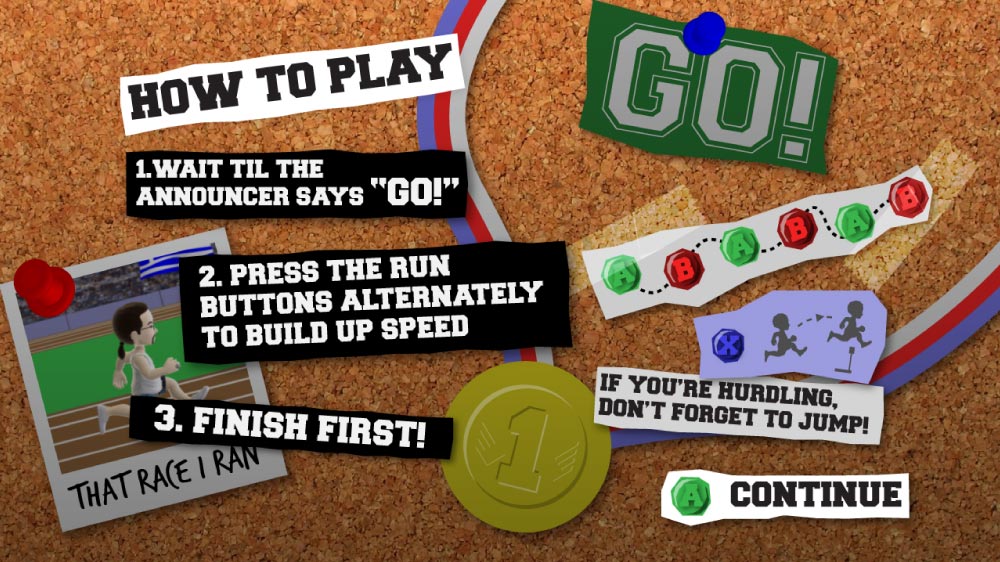 HOW TO PLAY
GO!
1.WAIT TIL THE
ANNOUNCER SAYS "GO!"
A B A B A B
2. PRESS THE RUN
BUTTONS ALTERNATELY
TO BUILD UP SPEED
X
IF YOU'RE HURDLING,
DON'T FORGET TO JUMP!
3. FINISH FIRST!
1
THAT RACE I RAN
A CONTINUE